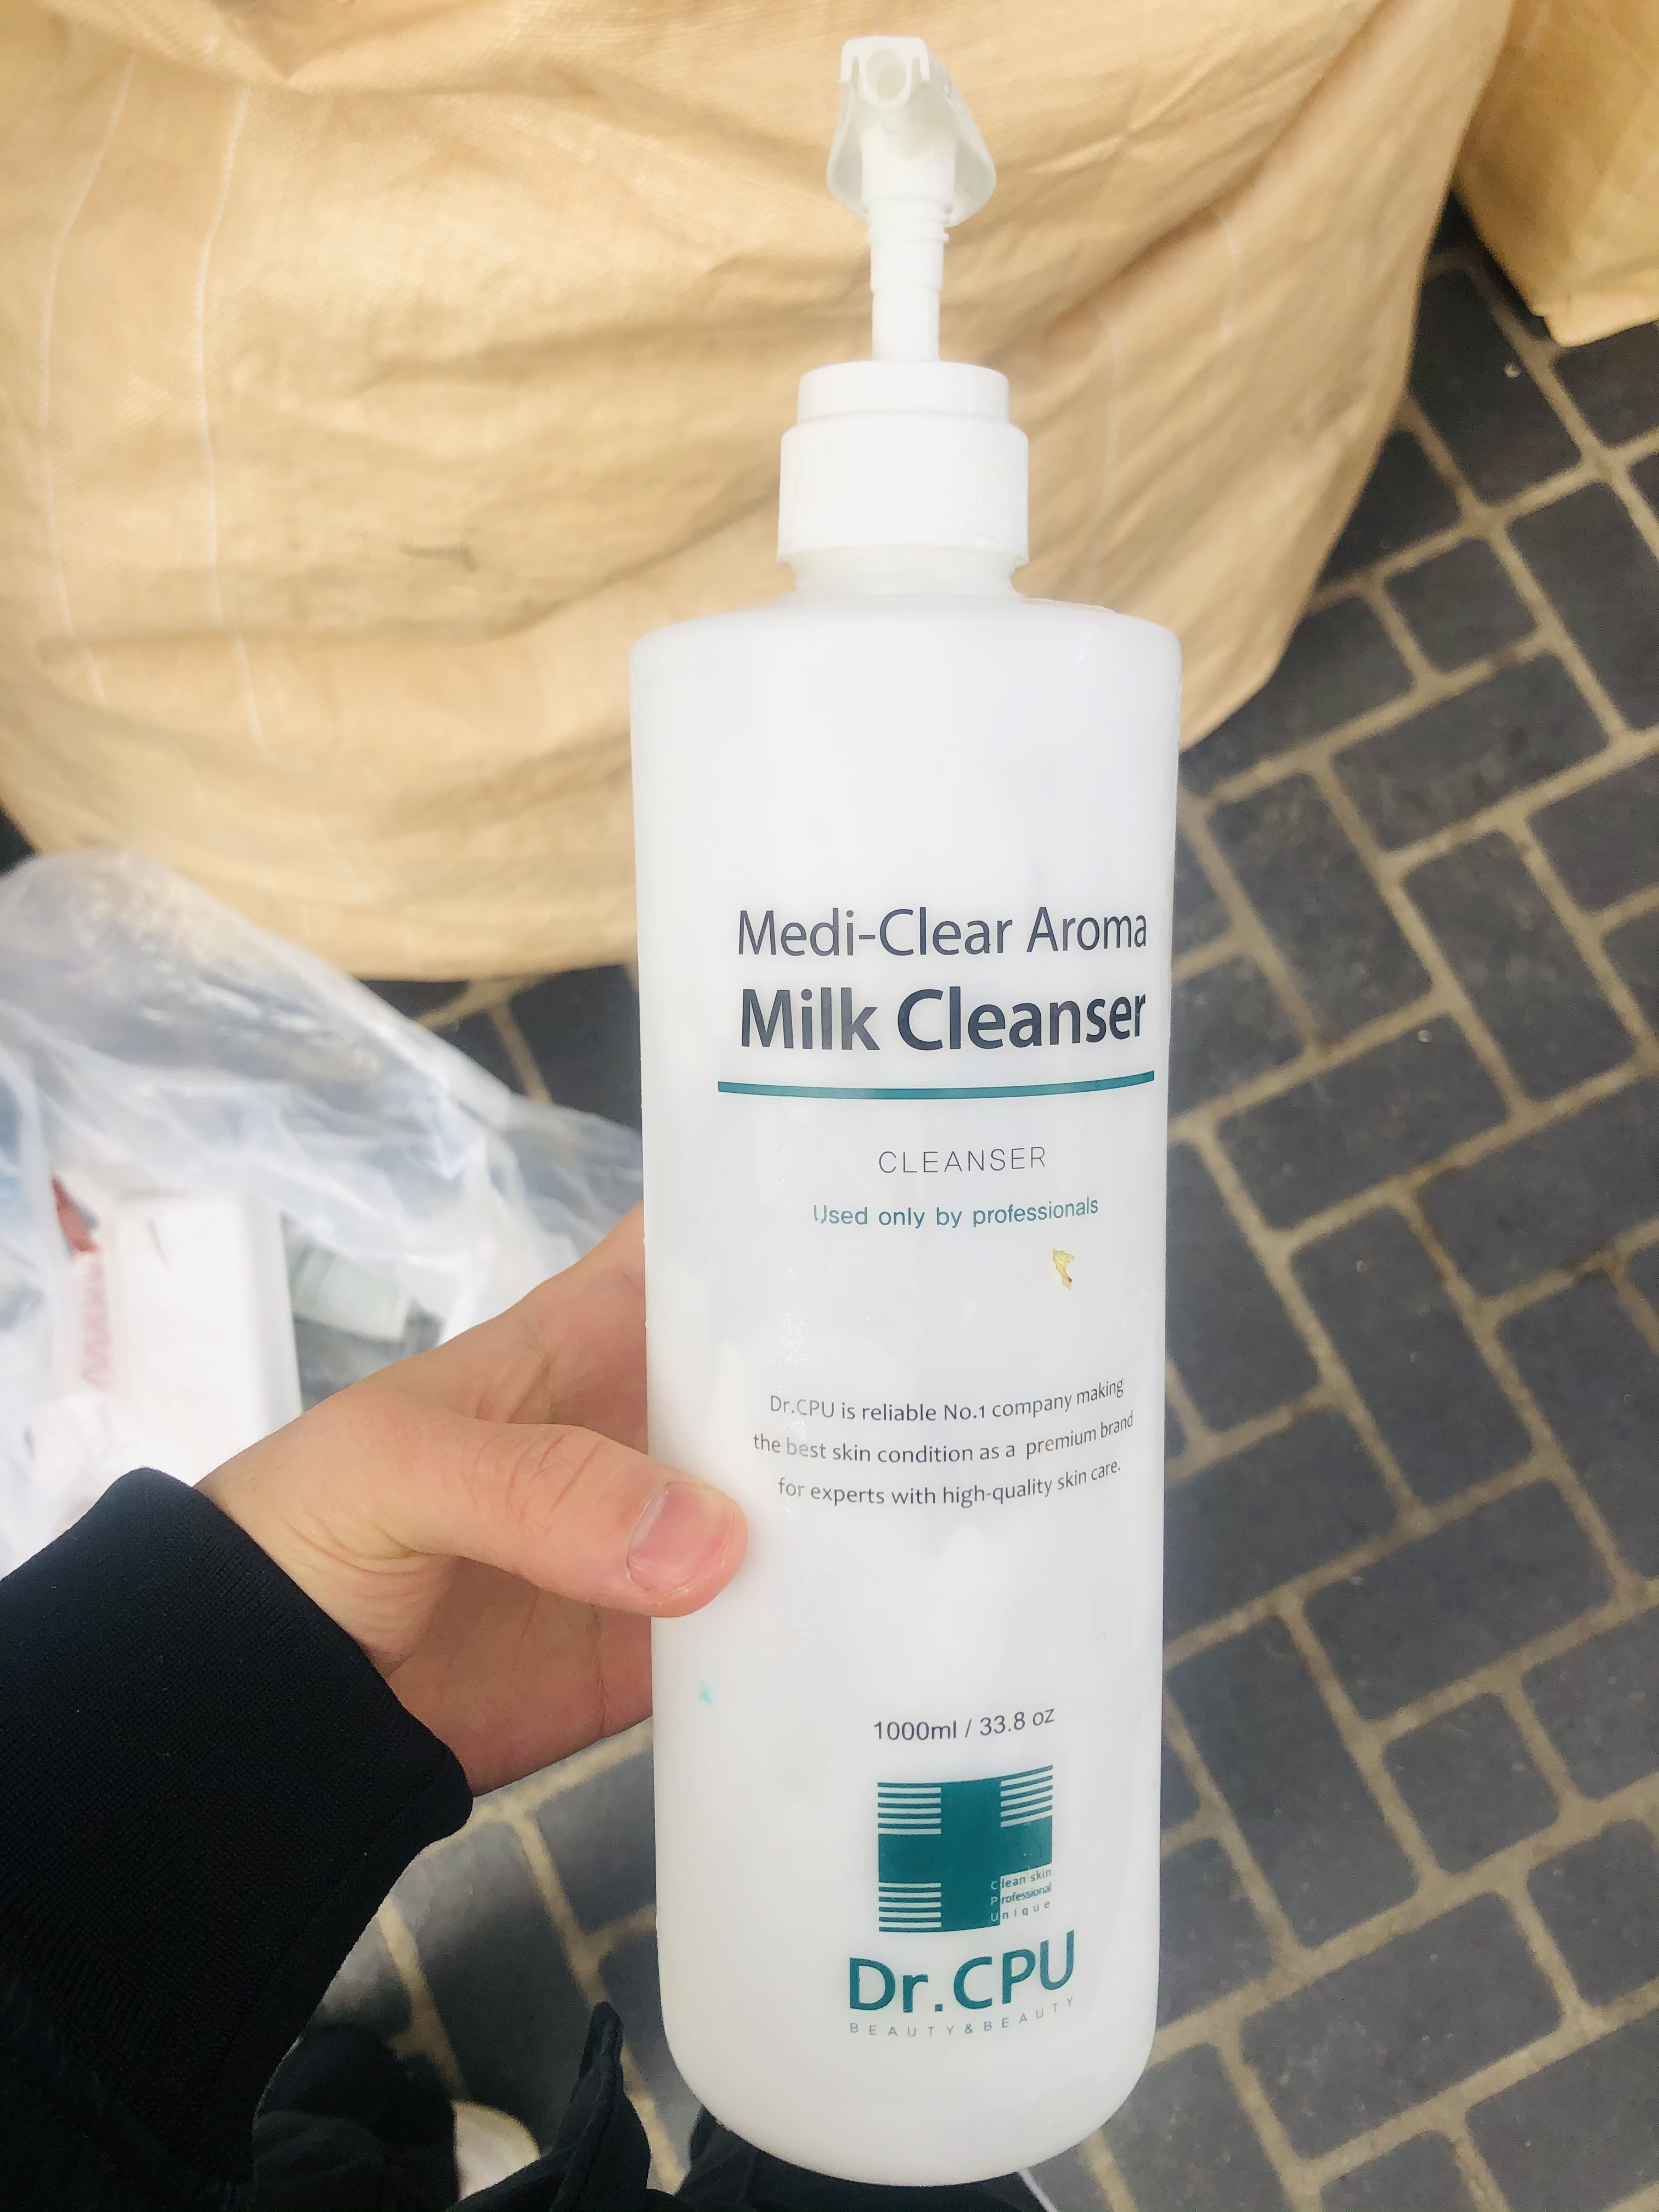 Medi-Clear Aroma
Milk Cleanser
CLEANSER
Used only by professionals
Dr.CPU is reliable No.1 company making
the best skin condition as a premium brand
for experts with high-quality skin care.
1000ml / 33.8 oz
Clean skin
Professional
Unique
Dr.CPU
BEAUTY&BEAUTY